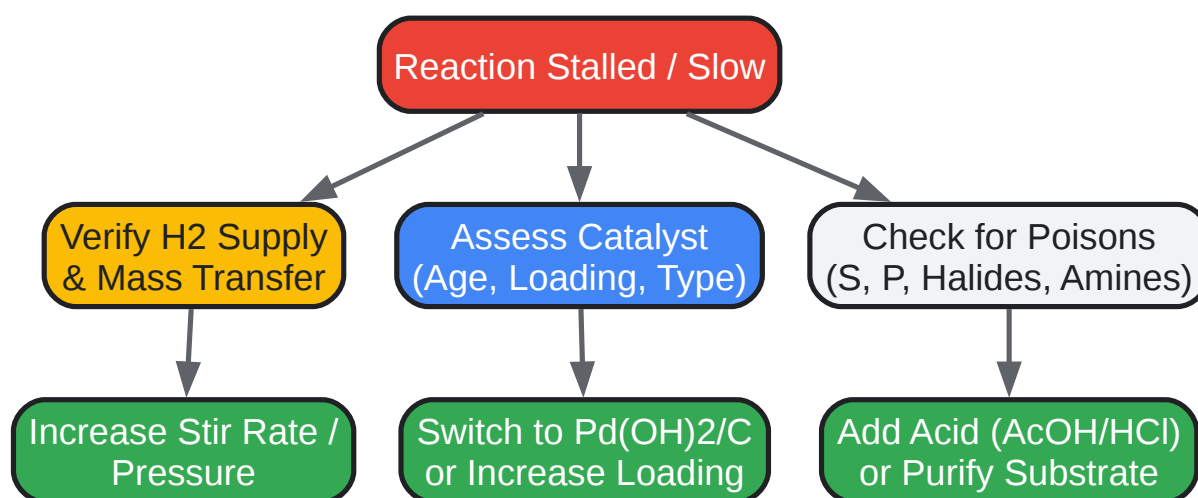 Reaction Stalled / Slow
Verify H2 Supply
& Mass Transfer
Assess Catalyst
(Age, Loading, Type)
Check for Poisons
(S, P, Halides, Amines)
Increase Stir Rate /
Pressure
Switch to Pd(OH)2/C
or Increase Loading
Add Acid (AcOH/HCl)
or Purify Substrate